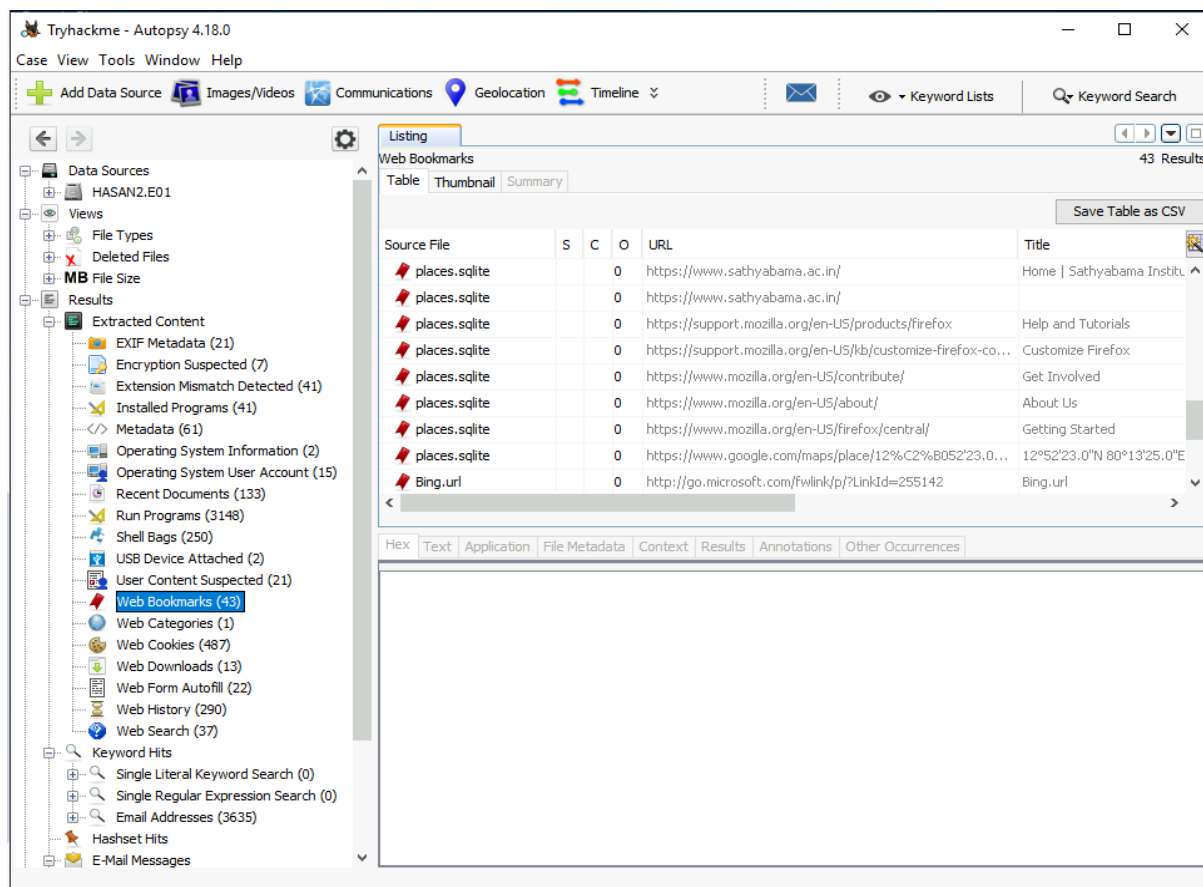 Tryhackme - Autopsy 4.18.0
Case View Tools Window Help
Add Data Source Images/Videos Communications Geolocation Timeline Keyword Lists Keyword Search
Data Sources
HASAN2.E01
Views
File Types
Deleted Files
MB File Size
Results
Extracted Content
EXIF Metadata (21)
Encryption Suspected (7)
Extension Mismatch Detected (41)
Installed Programs (41)
Metadata (61)
Operating System Information (2)
Operating System User Account (15)
Recent Documents (133)
Run Programs (3148)
Shell Bags (250)
USB Device Attached (2)
User Content Suspected (21)
Web Bookmarks (43)
Web Categories (1)
Web Cookies (487)
Web Downloads (13)
Web Form Autofill (22)
Web History (290)
Web Search (37)
Keyword Hits
Single Literal Keyword Search (0)
Single Regular Expression Search (0)
Email Addresses (3635)
Hashset Hits
E-Mail Messages
Listing
Web Bookmarks 43 Results
Table Thumbnail Summary
Save Table as CSV
Source File S C O URL Title
places.sqlite 0 https://www.sathyabama.ac.in/ Home | Sathyabama Institu
places.sqlite 0 https://www.sathyabama.ac.in/
places.sqlite 0 https://support.mozilla.org/en-US/products/firefox Help and Tutorials
places.sqlite 0 https://support.mozilla.org/en-US/kb/customize-firefox-co... Customize Firefox
places.sqlite 0 https://www.mozilla.org/en-US/contribute/ Get Involved
places.sqlite 0 https://www.mozilla.org/en-US/about/ About Us
places.sqlite 0 https://www.mozilla.org/en-US/firefox/central/ Getting Started
places.sqlite 0 https://www.google.com/maps/place/12%C2%B052'23.0... 12°52'23.0"N 80°13'25.0"E
Bing.url 0 http://go.microsoft.com/fwlink/p/?LinkId=255142 Bing.url
Hex Text Application File Metadata Context Results Annotations Other Occurrences